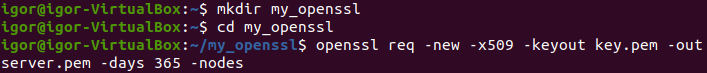 igor@igor-VirtualBox:~$ mkdir my_openssl
igor@igor-VirtualBox:~$ cd my_openssl
igor@igor-VirtualBox:~/my_openssl$ openssl req -new -x509 -keyout key.pem -out
server.pem -days 365 -nodes